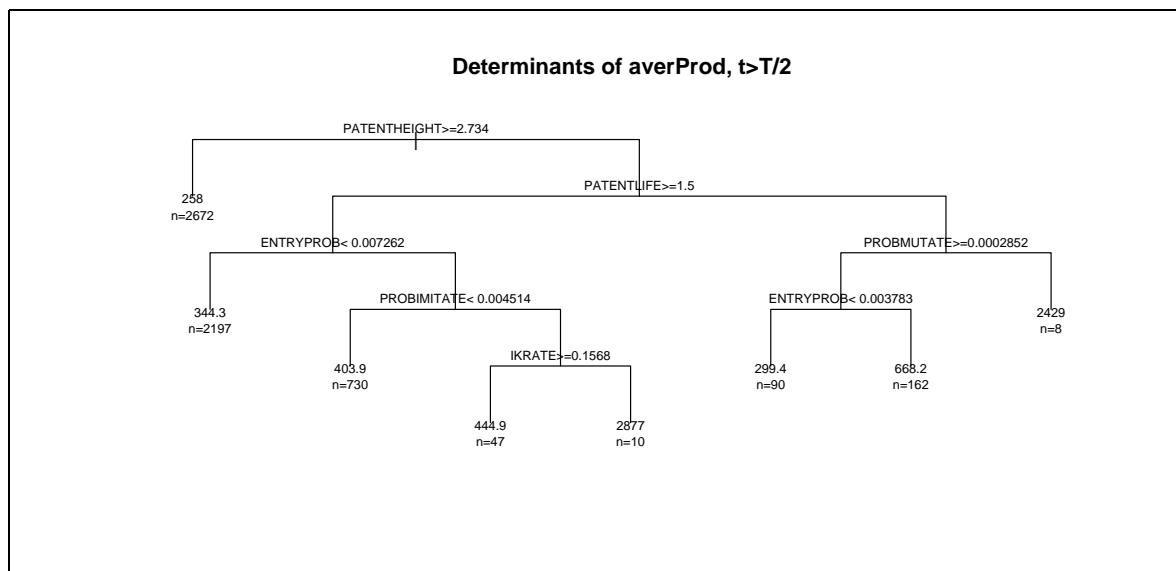 Determinants of averProd, t>T/2
PATENTHEIGHT>=2.734
258
n=2672
PATENTLIFE>=1.5
ENTRYPROB< 0.007262
PROBMUTATE>=0.0002852
344.3
n=2197
PROBIMITATE< 0.004514
ENTRYPROB< 0.003783
2429
n=8
403.9
n=730
IKRATE>=0.1568
299.4
n=90
668.2
n=162
444.9
n=47
2877
n=10